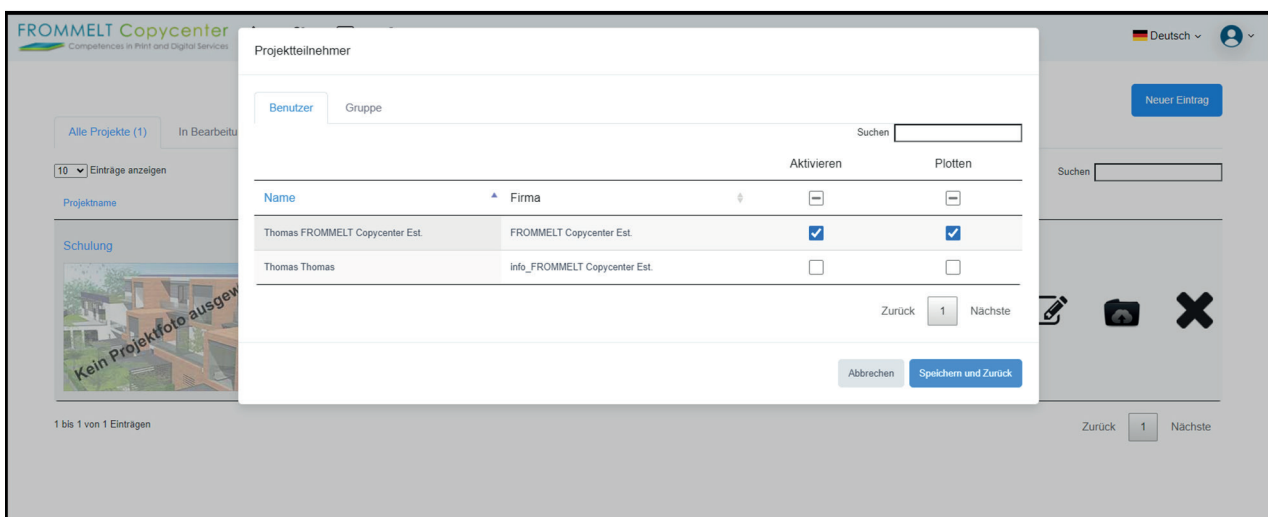 FROMMELT Copycenter
Competences in Print and Digital Services
Deutsch
Projektteilnehmer
Neuer Eintrag
Benutzer Gruppe
Alle Projekte (1) In Bearbeitu
Suchen
Aktivieren Plotten
10 Einträge anzeigen
Suchen
Name Firma
Projektname
Thomas FROMMELT Copycenter Est. FROMMELT Copycenter Est.
Schulung
Thomas Thomas info_FROMMELT Copycenter Est.
Kein Projektfoto ausgew
Zurück 1 Nächste
Abbrechen Speichern und Zurück
1 bis 1 von 1 Einträgen
Zurück 1 Nächste